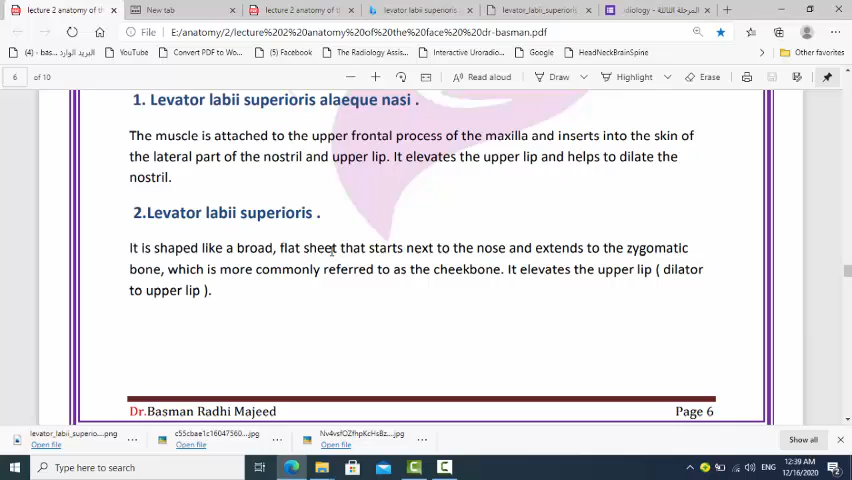 lecture 2 anatomy of th
New tab
lecture 2 anatomy of th
levator labii superioris
levator_labii_superioris
المرحلة الثالثة - Radiology
File
E:/anatomy/2/lecture%202%20anatomy%20of%20the%20face%20%20dr-basman.pdf
(4) البريد الوارد - bas...
YouTube
Convert PDF to Wo...
(5) Facebook
The Radiology Assis...
Interactive Uroradio...
HeadNeckBrainSpine
Other favorites
6 of 10
Read aloud
Draw
Highlight
Erase
1. Levator labii superioris alaeque nasi .
The muscle is attached to the upper frontal process of the maxilla and inserts into the skin of
the lateral part of the nostril and upper lip. It elevates the upper lip and helps to dilate the
nostril.
2.Levator labii superioris .
It is shaped like a broad, flat sheet that starts next to the nose and extends to the zygomatic
bone, which is more commonly referred to as the cheekbone. It elevates the upper lip ( dilator
to upper lip ).
Dr.Basman Radhi Majeed
Page 6
levator_labii_superio....png
Open file
c55cbae1c16047560....jpg
Open file
Nv4vsfOZfhpKcHsBz....jpg
Open file
Show all
Type here to search
ENG
12:39 AM
12/16/2020